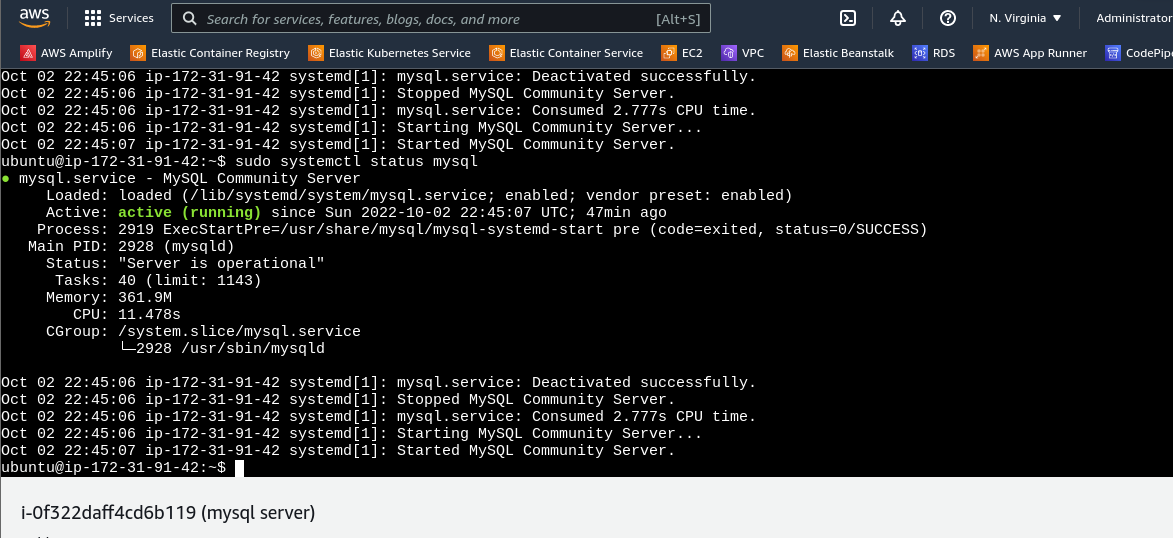 aws
Services
Search for services, features, blogs, docs, and more [Alt+S]
N. Virginia
Administrator
AWS Amplify
Elastic Container Registry
Elastic Kubernetes Service
Elastic Container Service
EC2
VPC
Elastic Beanstalk
RDS
AWS App Runner
CodePip
Oct 02 22:45:06 ip-172-31-91-42 systemd[1]: mysql.service: Deactivated successfully.
Oct 02 22:45:06 ip-172-31-91-42 systemd[1]: Stopped MySQL Community Server.
Oct 02 22:45:06 ip-172-31-91-42 systemd[1]: mysql.service: Consumed 2.777s CPU time.
Oct 02 22:45:06 ip-172-31-91-42 systemd[1]: Starting MySQL Community Server...
Oct 02 22:45:07 ip-172-31-91-42 systemd[1]: Started MySQL Community Server.
ubuntu@ip-172-31-91-42:~$ sudo systemctl status mysql
● mysql.service - MySQL Community Server
Loaded: loaded (/lib/systemd/system/mysql.service; enabled; vendor preset: enabled)
Active: active (running) since Sun 2022-10-02 22:45:07 UTC; 47min ago
Process: 2919 ExecStartPre=/usr/share/mysql/mysql-systemd-start pre (code=exited, status=0/SUCCESS)
Main PID: 2928 (mysqld)
Status: "Server is operational"
Tasks: 40 (limit: 1143)
Memory: 361.9M
CPU: 11.478s
CGroup: /system.slice/mysql.service
└─2928 /usr/sbin/mysqld
Oct 02 22:45:06 ip-172-31-91-42 systemd[1]: mysql.service: Deactivated successfully.
Oct 02 22:45:06 ip-172-31-91-42 systemd[1]: Stopped MySQL Community Server.
Oct 02 22:45:06 ip-172-31-91-42 systemd[1]: mysql.service: Consumed 2.777s CPU time.
Oct 02 22:45:06 ip-172-31-91-42 systemd[1]: Starting MySQL Community Server...
Oct 02 22:45:07 ip-172-31-91-42 systemd[1]: Started MySQL Community Server.
ubuntu@ip-172-31-91-42:~$
i-0f322daff4cd6b119 (mysql server)